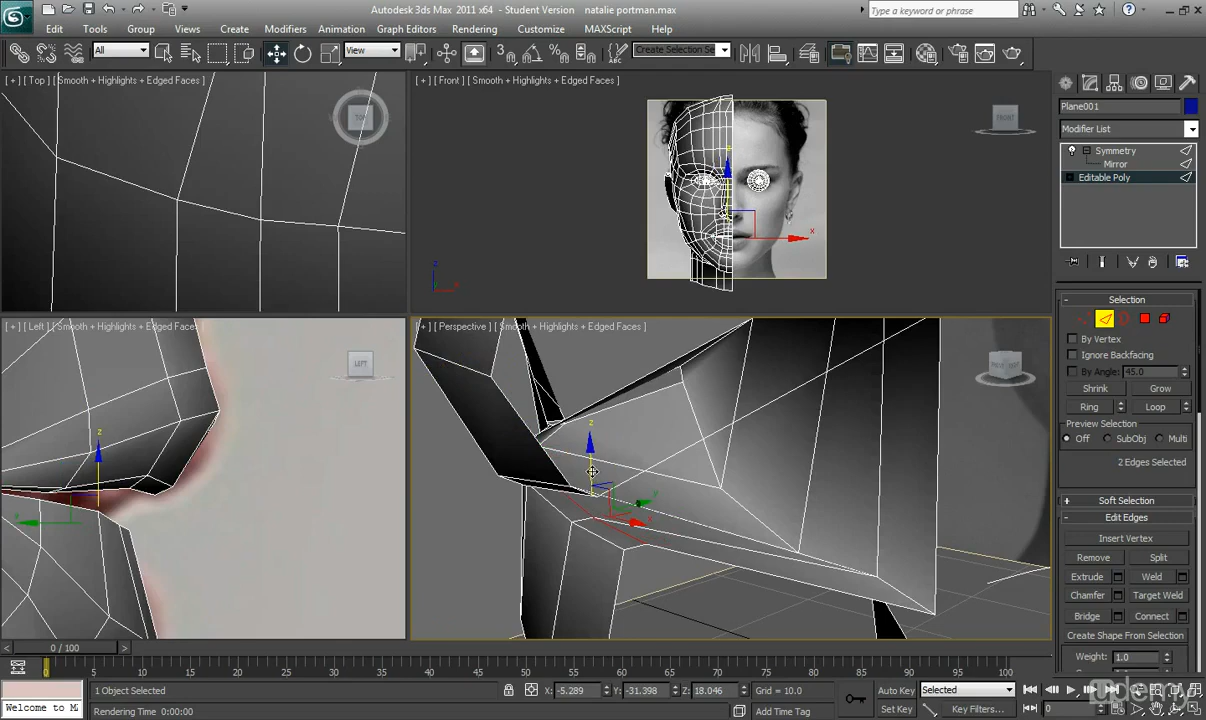 Autodesk 3ds Max 2011 x64 - Student Version natalie portman.max
Type a keyword or phrase
Edit Tools Group Views Create Modifiers Animation Graph Editors Rendering Customize MAXScript Help
All View Create Selection Se
[ + ] [ Top ] [ Smooth + Highlights + Edged Faces ]
TOP
[ + ] [ Front ] [ Smooth + Highlights + Edged Faces ]
FRONT
z
x
z
x
Plane001
Modifier List
Symmetry
Mirror
Editable Poly
[ + ] [ Left ] [ Smooth + Highlights + Edged Faces ]
LEFT
z
y
[ + ] [ Perspective ] [ Smooth + Highlights + Edged Faces ]
z
y
x
- Selection
By Vertex
Ignore Backfacing
By Angle: 45.0
Shrink Grow
Ring Loop
Preview Selection
Off SubObj Multi
2 Edges Selected
+ Soft Selection
- Edit Edges
Insert Vertex
Remove Split
Extrude Weld
Chamfer Target Weld
Bridge Connect
Create Shape From Selection
Weight: 1.0
< 0 / 100 >
0 5 10 15 20 25 30 35 40 45 50 55 60 65 70 75 80 85 90 95 100
1 Object Selected X: -5.289 Y: -31.398 Z: 18.046 Grid = 10.0 Auto Key Selected
Welcome to M
Rendering Time 0:00:00 Add Time Tag Set Key Key Filters... 0
udemy